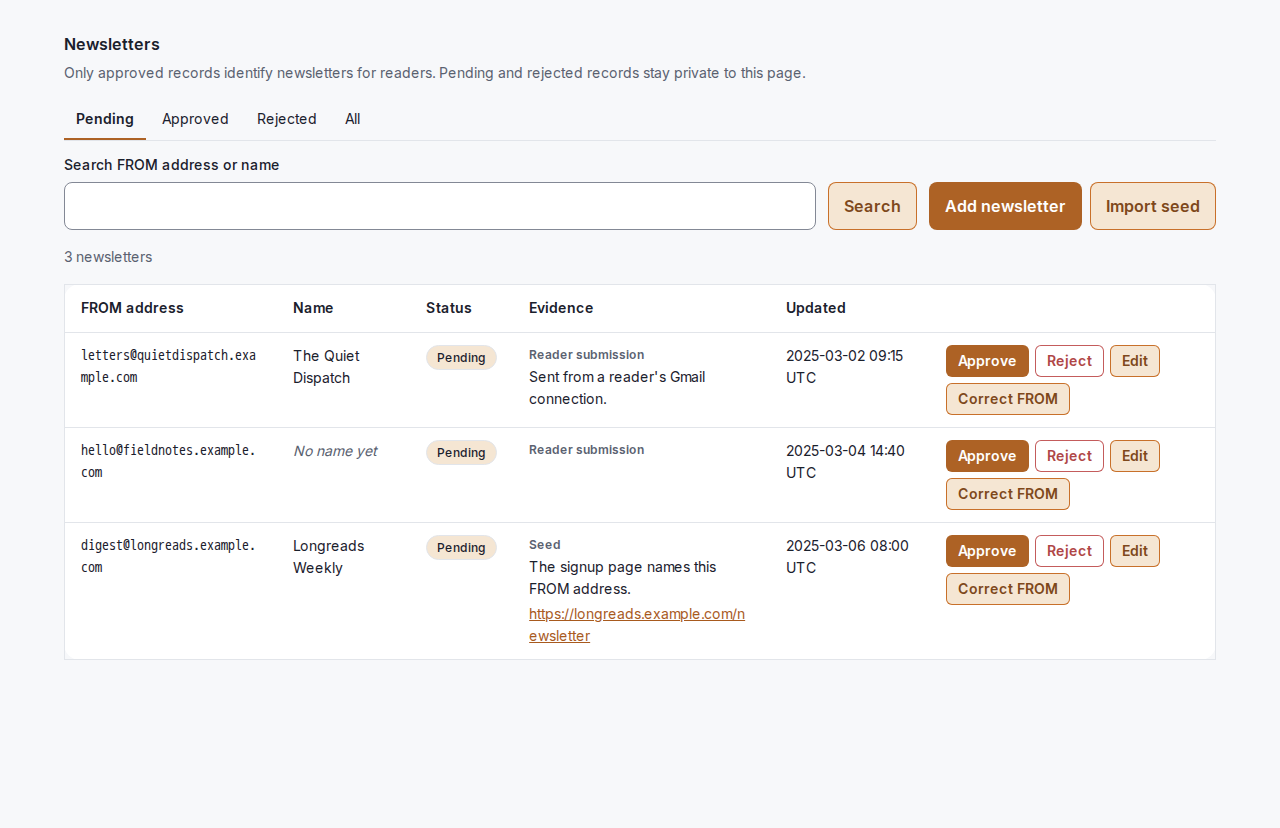 Newsletters
Only approved records identify newsletters for readers. Pending and rejected records stay private to this page.
Pending Approved Rejected All
Search FROM address or name
Search Add newsletter Import seed
3 newsletters
FROM address Name Status Evidence Updated
letters@quietdispatch.exa
mple.com
The Quiet
Dispatch
Pending
Reader submission
Sent from a reader's Gmail
connection.
2025-03-02 09:15
UTC
Approve Reject Edit
Correct FROM
hello@fieldnotes.example.
com
No name yet
Pending
Reader submission
2025-03-04 14:40
UTC
Approve Reject Edit
Correct FROM
digest@longreads.example.
com
Longreads
Weekly
Pending
Seed
The signup page names this
FROM address.
https://longreads.example.com/n
ewsletter
2025-03-06 08:00
UTC
Approve Reject Edit
Correct FROM